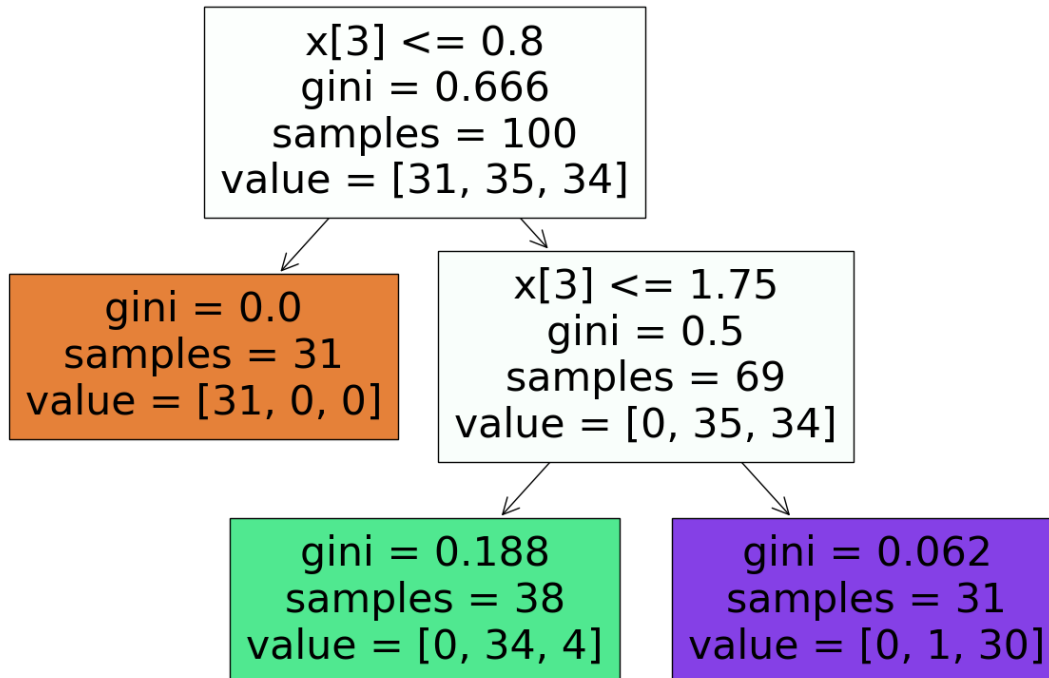 x[3] <= 0.8
gini = 0.666
samples = 100
value = [31, 35, 34]
gini = 0.0
samples = 31
value = [31, 0, 0]
x[3] <= 1.75
gini = 0.5
samples = 69
value = [0, 35, 34]
gini = 0.188
samples = 38
value = [0, 34, 4]
gini = 0.062
samples = 31
value = [0, 1, 30]